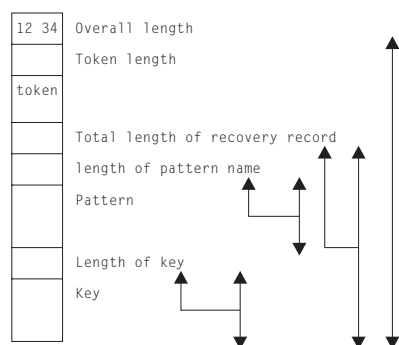 12 34 Overall length
Token length
token
Total length of recovery record
length of pattern name
Pattern
Length of key
Key